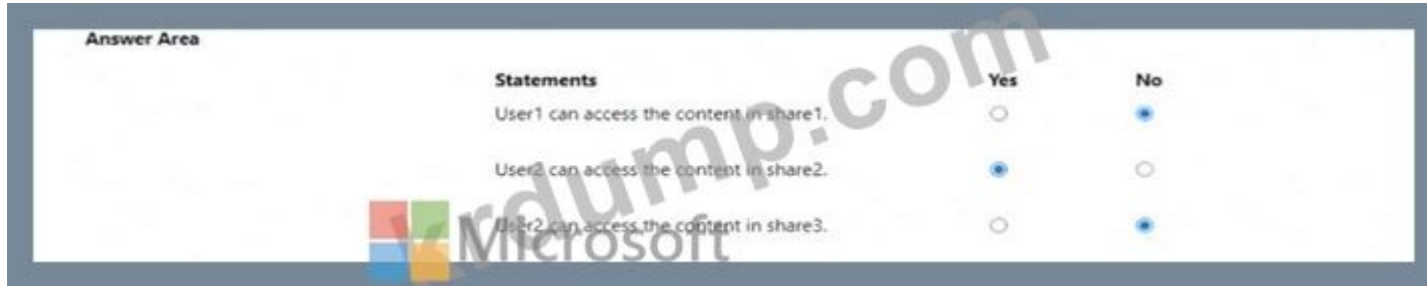 Answer Area
Statements Yes No
User1 can access the content in share1.
User2 can access the content in share2.
User2 can access the content in share3.
krdump.com
Microsoft